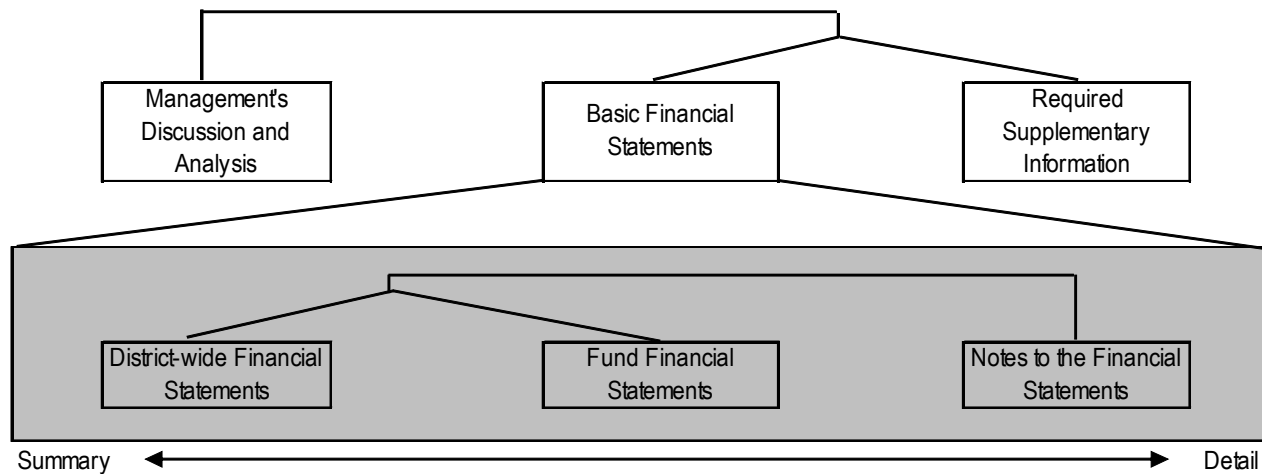 Management's
Discussion and
Analysis
Basic Financial
Statements
Required
Supplementary
Information
District-wide Financial
Statements
Fund Financial
Statements
Notes to the Financial
Statements
Summary
Detail